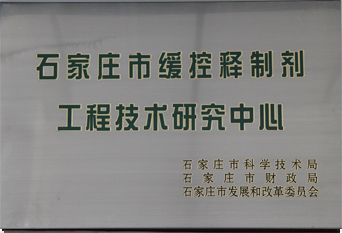 石家庄市缓控释制剂
工程技术研究中心
石家庄市科学技术局
石家庄市财政局
石家庄市发展和改革委员会